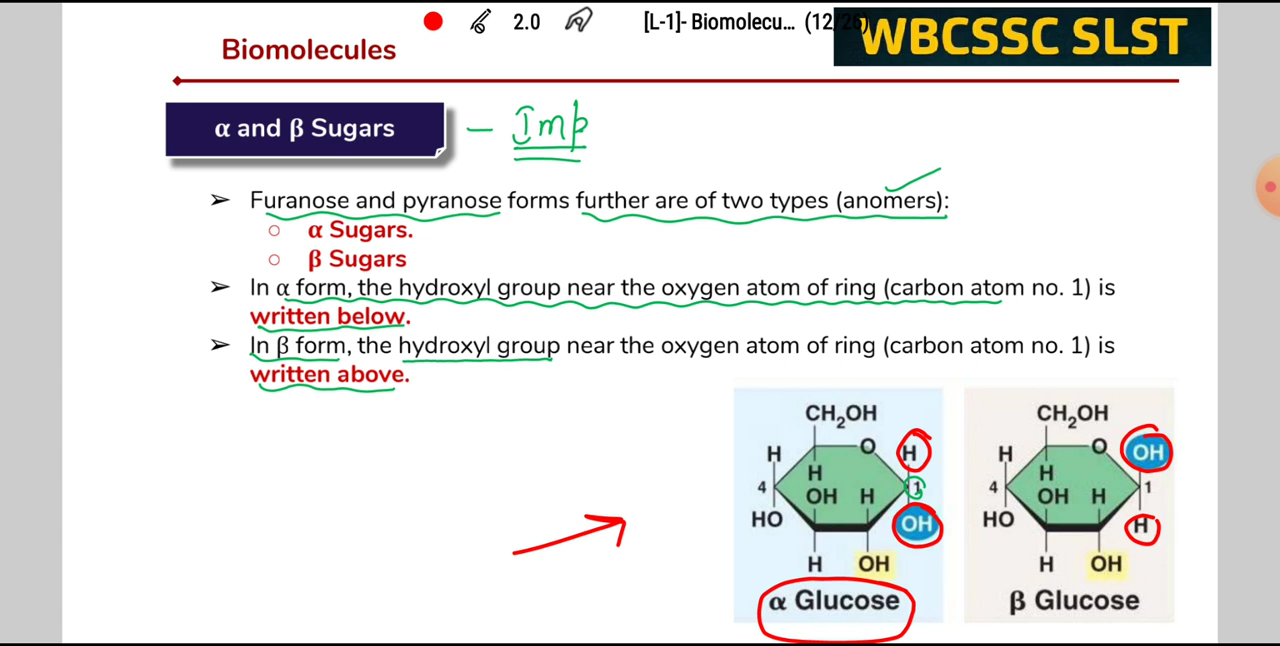 2.0 [L-1]- Biomolecu... (12/26)
WBCSSC SLST
Biomolecules
α and β Sugars
– Imp
➢ Furanose and pyranose forms further are of two types (anomers):
○ α Sugars.
○ β Sugars
➢ In α form, the hydroxyl group near the oxygen atom of ring (carbon atom no. 1) is
written below.
➢ In β form, the hydroxyl group near the oxygen atom of ring (carbon atom no. 1) is
written above.
CH₂OH
O
H H
H
4 1
OH H
HO OH
H OH
α Glucose
CH₂OH
O
H OH
H
4 1
OH H
HO H
H OH
β Glucose